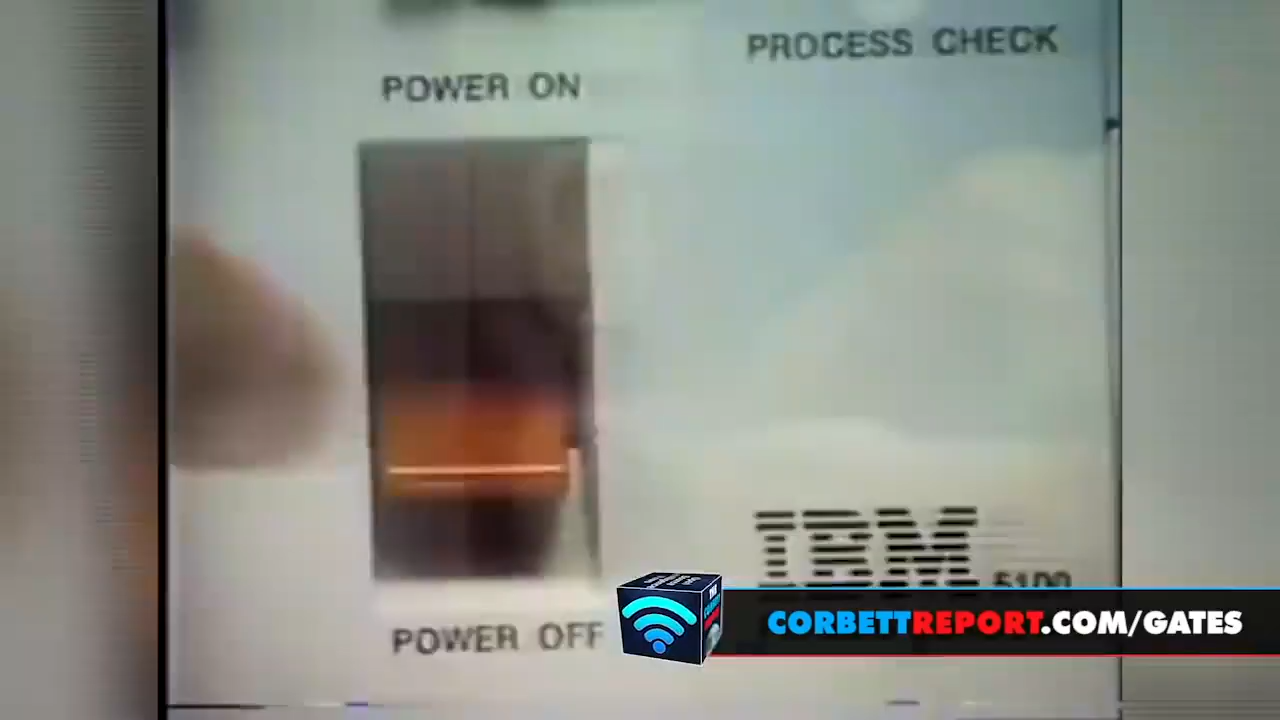 PROCESS CHECK
POWER ON
IBM
5100
POWER OFF
CORBETTREPORT.COM/GATES